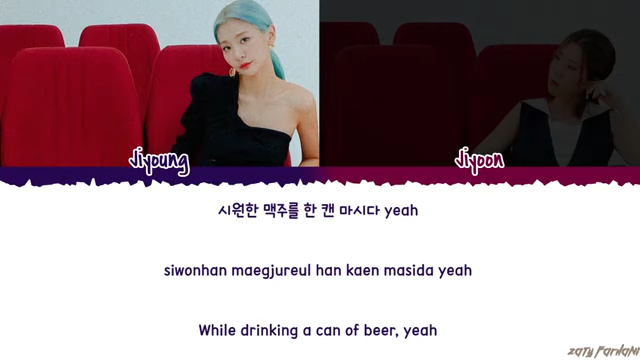 Jiyoung
Jiyoon
시원한 맥주를 한 캔 마시다 yeah
siwonhan maegjureul han kaen masida yeah
While drinking a can of beer, yeah
zaty farhani